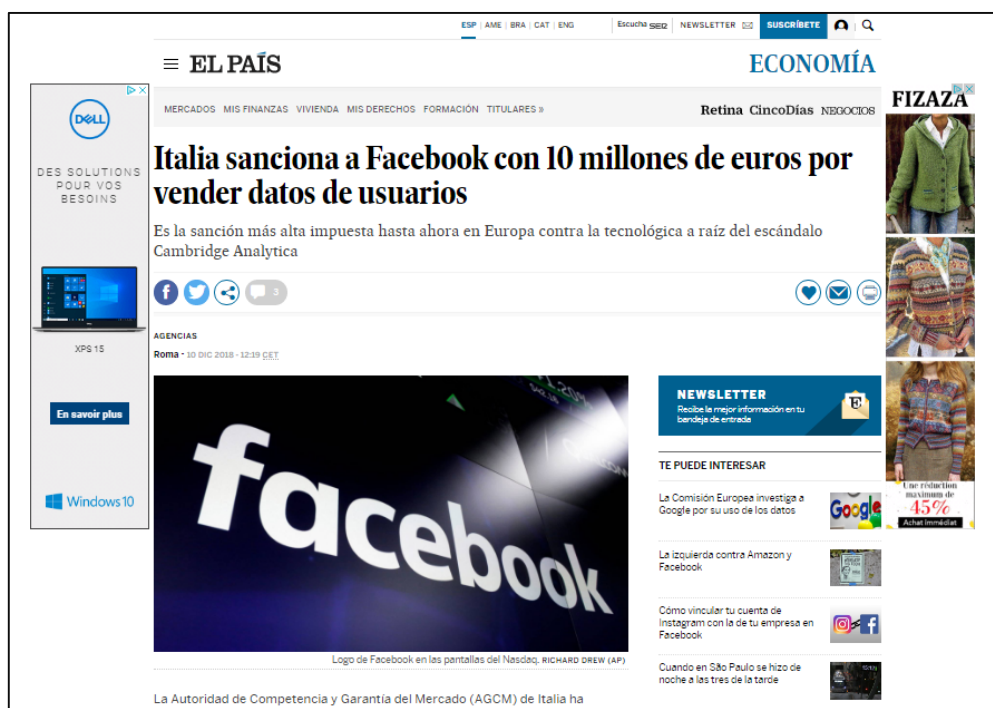 ESP | AME | BRA | CAT | ENG
Escucha SER
NEWSLETTER
SUSCRÍBETE
≡ EL PAÍS
ECONOMÍA
MERCADOS MIS FINANZAS VIVIENDA MIS DERECHOS FORMACIÓN TITULARES »
Retina CincoDías NEGOCIOS
Italia sanciona a Facebook con 10 millones de euros por
vender datos de usuarios
Es la sanción más alta impuesta hasta ahora en Europa contra la tecnológica a raíz del escándalo
Cambridge Analytica
3
AGENCIAS
Roma - 10 DIC 2018 - 12:19 CET
facebook
Logo de Facebook en las pantallas del Nasdaq. RICHARD DREW (AP)
La Autoridad de Competencia y Garantía del Mercado (AGCM) de Italia ha
NEWSLETTER
Recibe la mejor información en tu
bandeja de entrada
E
TE PUEDE INTERESAR
La Comisión Europea investiga a
Google por su uso de los datos
Google
La izquierda contra Amazon y
Facebook
Cómo vincular tu cuenta de
Instagram con la de tu empresa en
Facebook
Cuando en São Paulo se hizo de
noche a las tres de la tarde
DELL
DES SOLUTIONS
POUR VOS
BESOINS
XPS 15
En savoir plus
Windows 10
FIZAZA
Une réduction
maximum de
45%
Achat immédiat